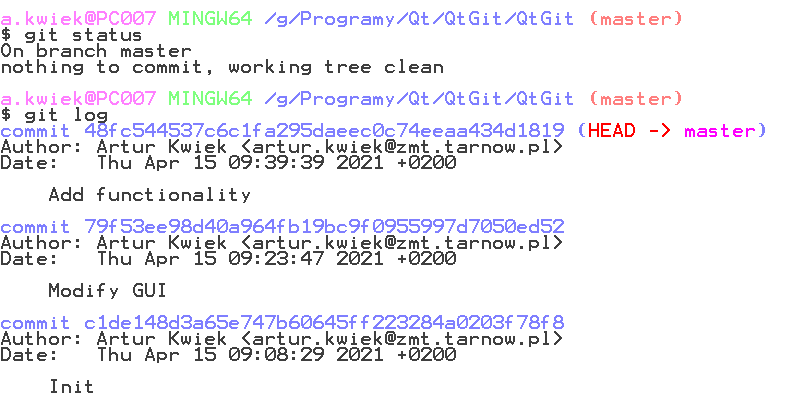 a.kwiek@PC007 MINGW64 /g/Programy/Qt/QtGit/QtGit (master)
$ git status
On branch master
nothing to commit, working tree clean
a.kwiek@PC007 MINGW64 /g/Programy/Qt/QtGit/QtGit (master)
$ git log
commit 48fc544537c6c1fa295daeec0c74eeaa434d1819 (HEAD -> master)
Author: Artur Kwiek <artur.kwiek@zmt.tarnow.pl>
Date:   Thu Apr 15 09:39:39 2021 +0200
    Add functionality
commit 79f53ee98d40a964fb19bc9f0955997d7050ed52
Author: Artur Kwiek <artur.kwiek@zmt.tarnow.pl>
Date:   Thu Apr 15 09:23:47 2021 +0200
    Modify GUI
commit c1de148d3a65e747b60645ff223284a0203f78f8
Author: Artur Kwiek <artur.kwiek@zmt.tarnow.pl>
Date:   Thu Apr 15 09:08:29 2021 +0200
    Init